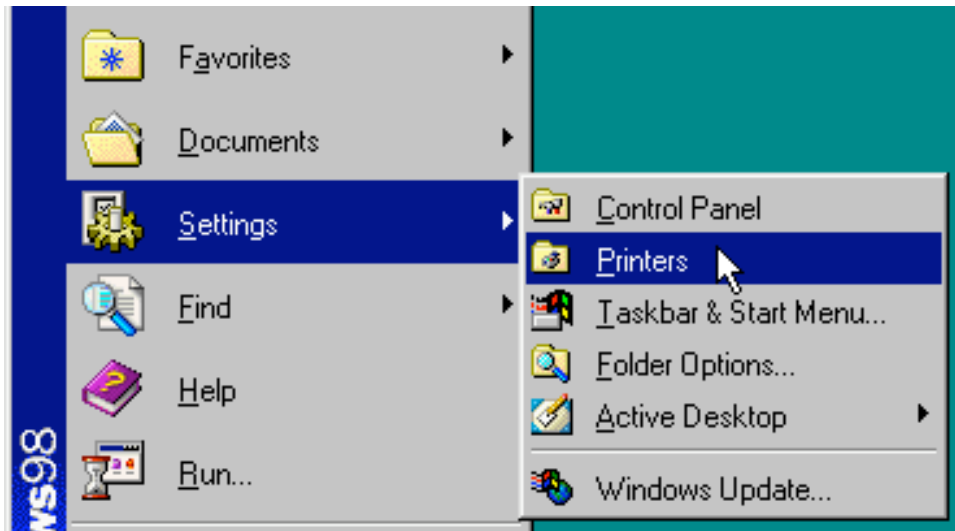 Favorites
Documents
Settings
Find
Help
Run...
Control Panel
Printers
Taskbar & Start Menu...
Folder Options...
Active Desktop
Windows Update...
ws98